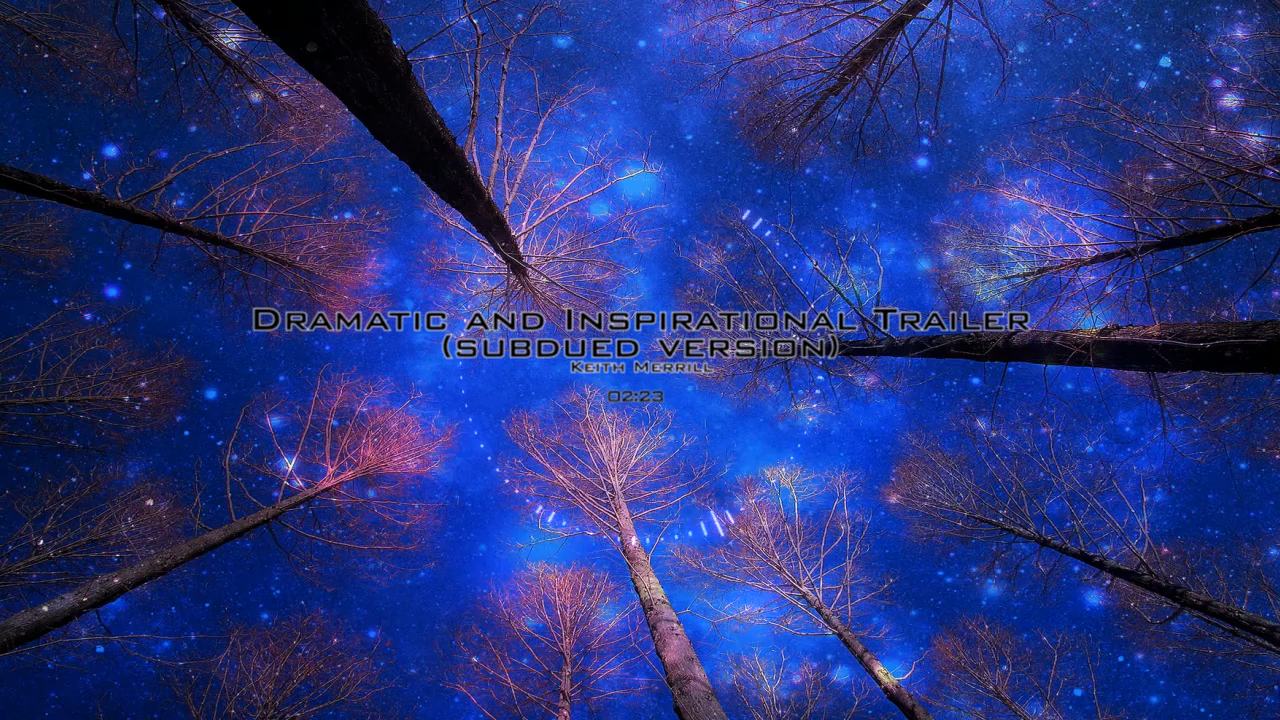 Dramatic and Inspirational Trailer
(subdued version)
Keith Merrill
02:23